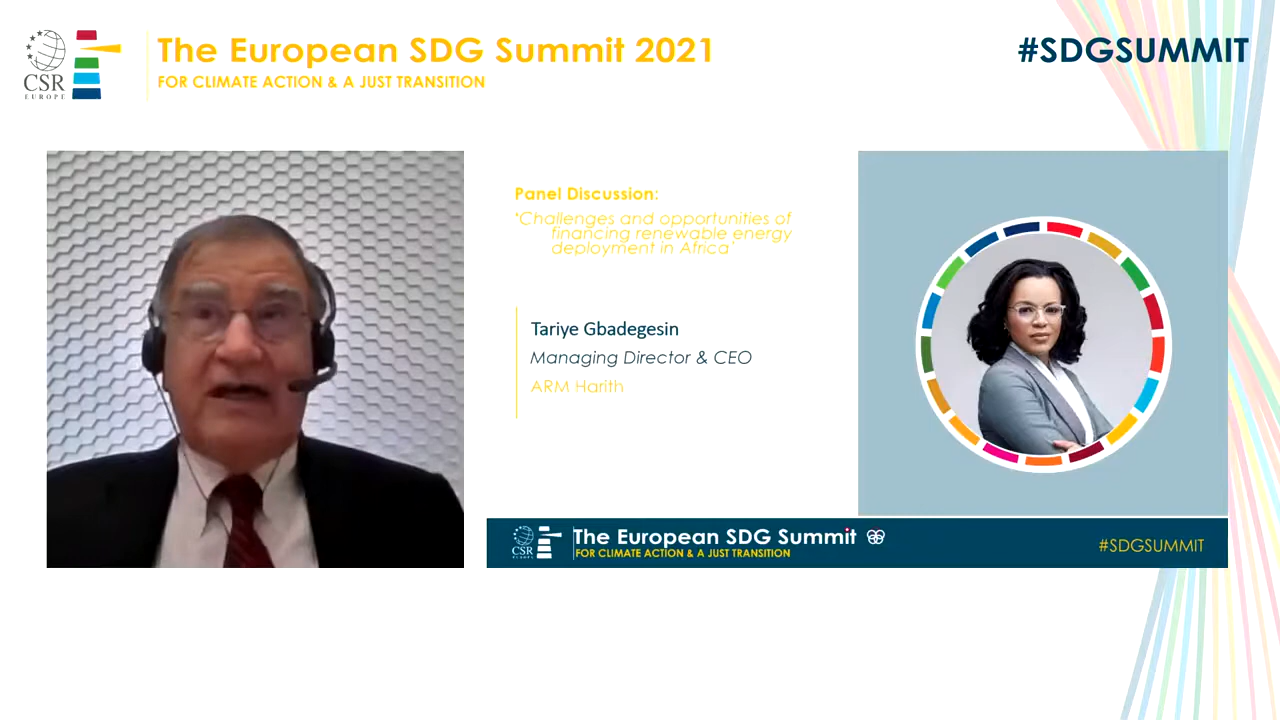 CSR
EUROPE
The European SDG Summit 2021
FOR CLIMATE ACTION & A JUST TRANSITION
#SDGSUMMIT
Panel Discussion:
‘Challenges and opportunities of
financing renewable energy
deployment in Africa’
Tariye Gbadegesin
Managing Director & CEO
ARM Harith
CSR
EUROPE
The European SDG Summit
FOR CLIMATE ACTION & A JUST TRANSITION
#SDGSUMMIT